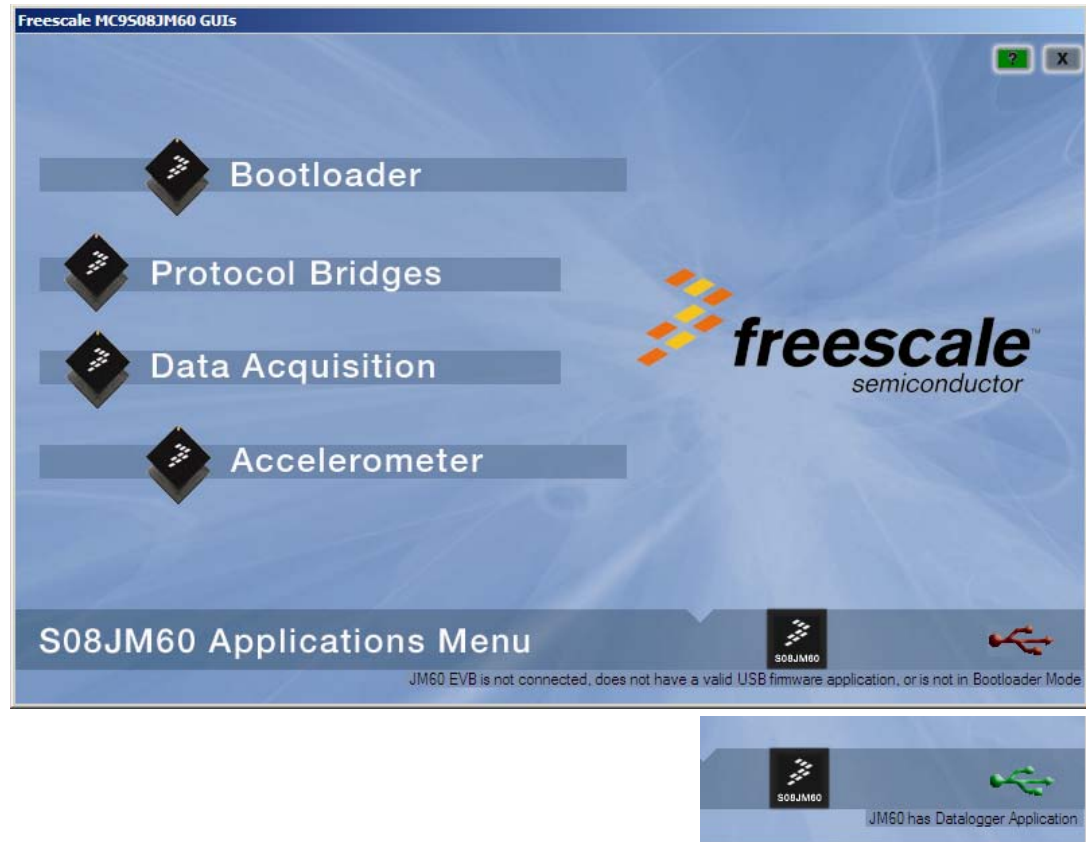 Freescale MC9S08JM60 GUIs
? X
Bootloader
Protocol Bridges
Data Acquisition
Accelerometer
freescale™
semiconductor
S08JM60 Applications Menu
S08JM60
JM60 EVB is not connected, does not have a valid USB firmware application, or is not in Bootloader Mode
S08JM60
JM60 has Datalogger Application